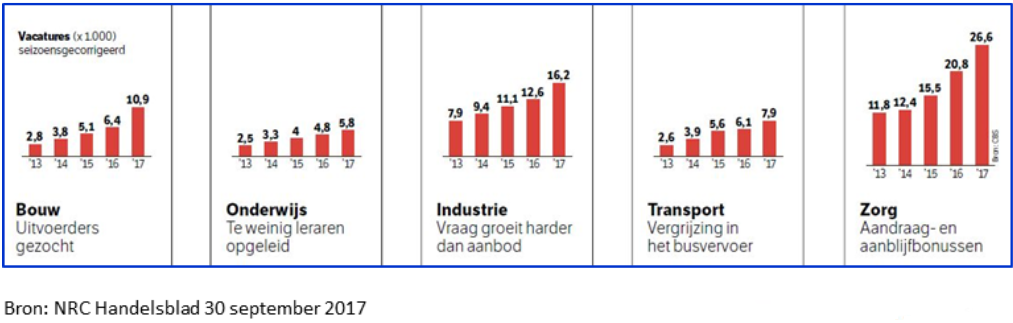 Vacatures (x 1.000)
seizoensgecorrigeerd
2,8 3,8 5,1 6,4 10,9
'13 '14 '15 '16 '17
Bouw
Uitvoerders
gezocht
2,5 3,3 4 4,8 5,8
'13 '14 '15 '16 '17
Onderwijs
Te weinig leraren
opgeleid
7,9 9,4 11,1 12,6 16,2
'13 '14 '15 '16 '17
Industrie
Vraag groeit harder
dan aanbod
2,6 3,9 5,6 6,1 7,9
'13 '14 '15 '16 '17
Transport
Vergrijzing in
het busvervoer
11,8 12,4 15,5 20,8 26,6
'13 '14 '15 '16 '17
Bron: CBS
Zorg
Aandraag- en
aanblijfbonussen
Bron: NRC Handelsblad 30 september 2017